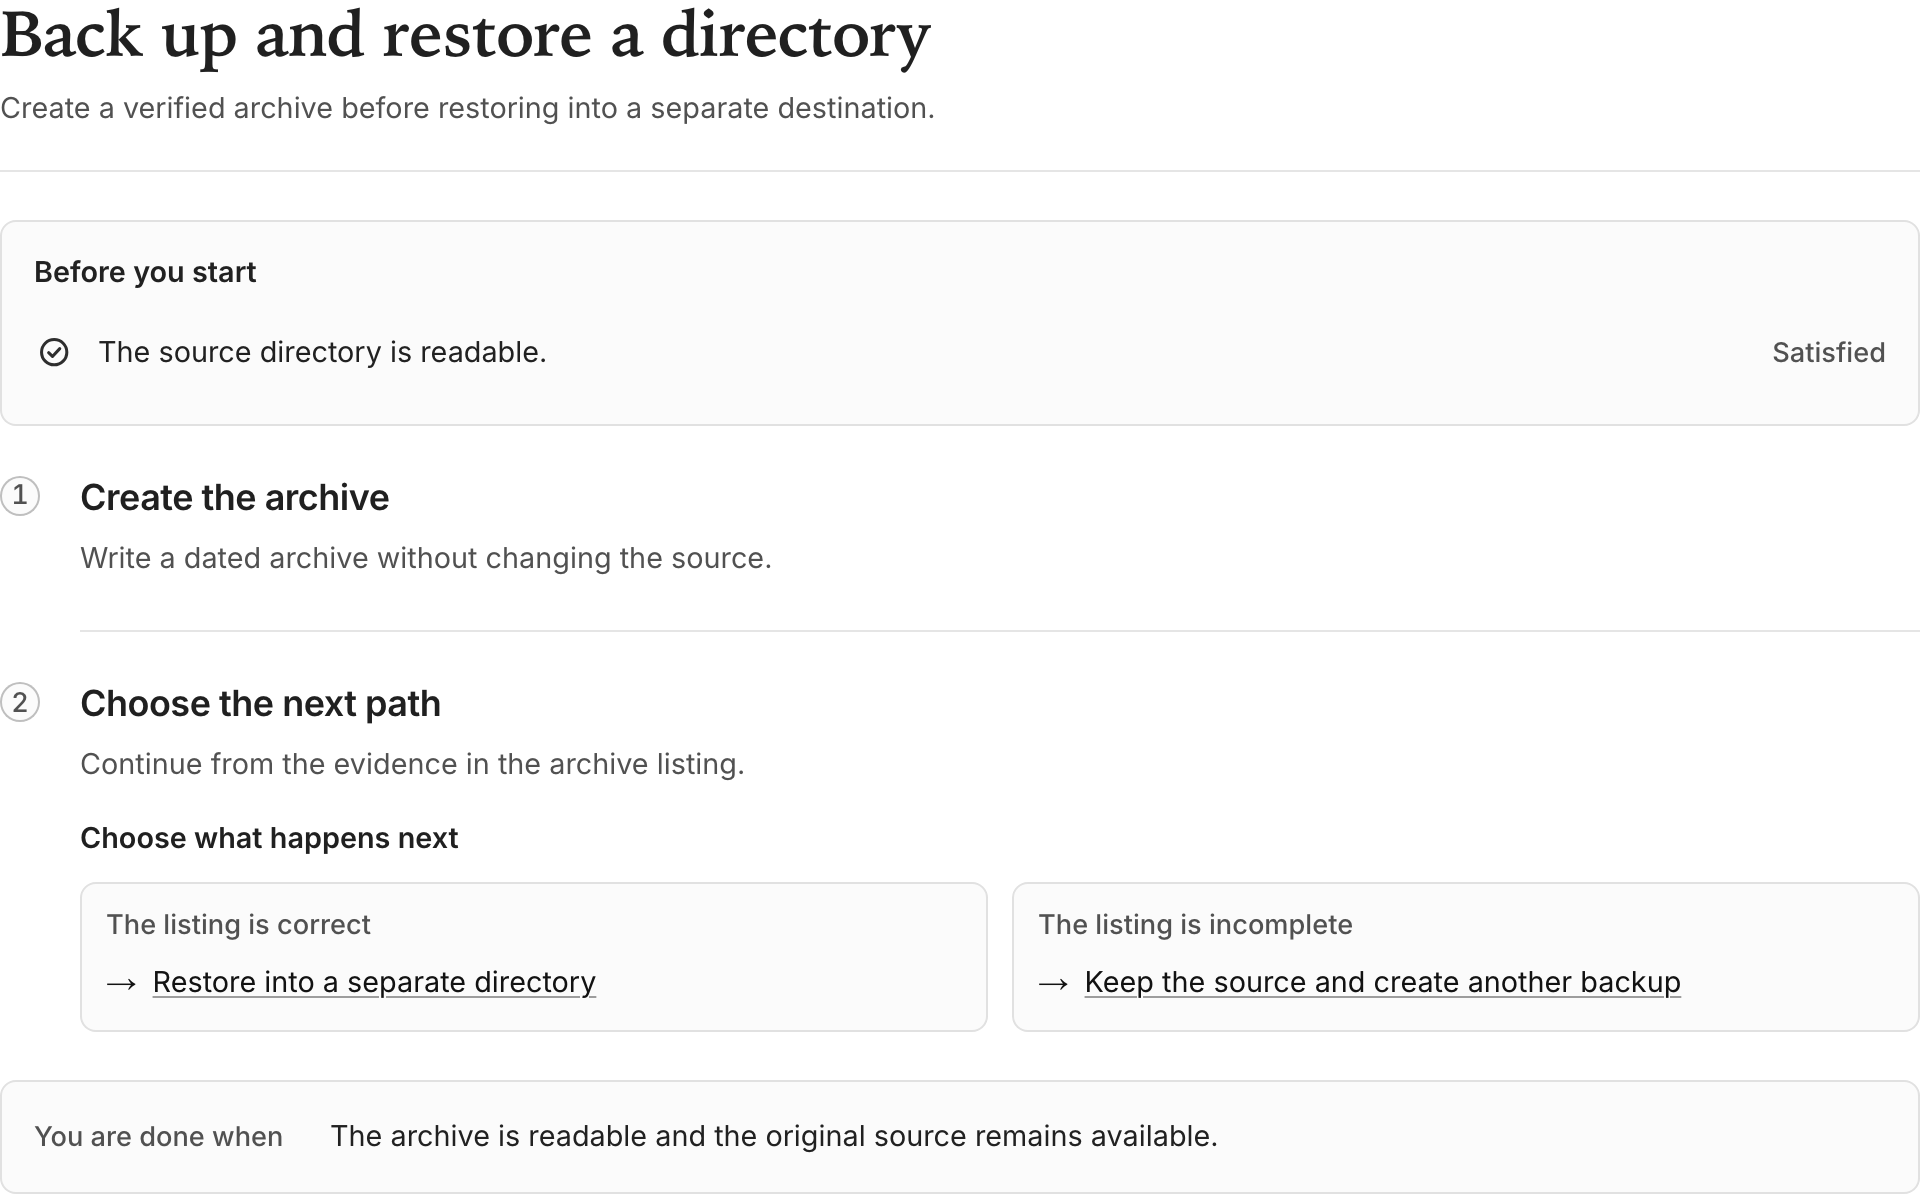 Back up and restore a directory
Create a verified archive before restoring into a separate destination.
Before you start
The source directory is readable.
Satisfied
1
Create the archive
Write a dated archive without changing the source.
2
Choose the next path
Continue from the evidence in the archive listing.
Choose what happens next
The listing is correct
→ Restore into a separate directory
The listing is incomplete
→ Keep the source and create another backup
You are done when
The archive is readable and the original source remains available.